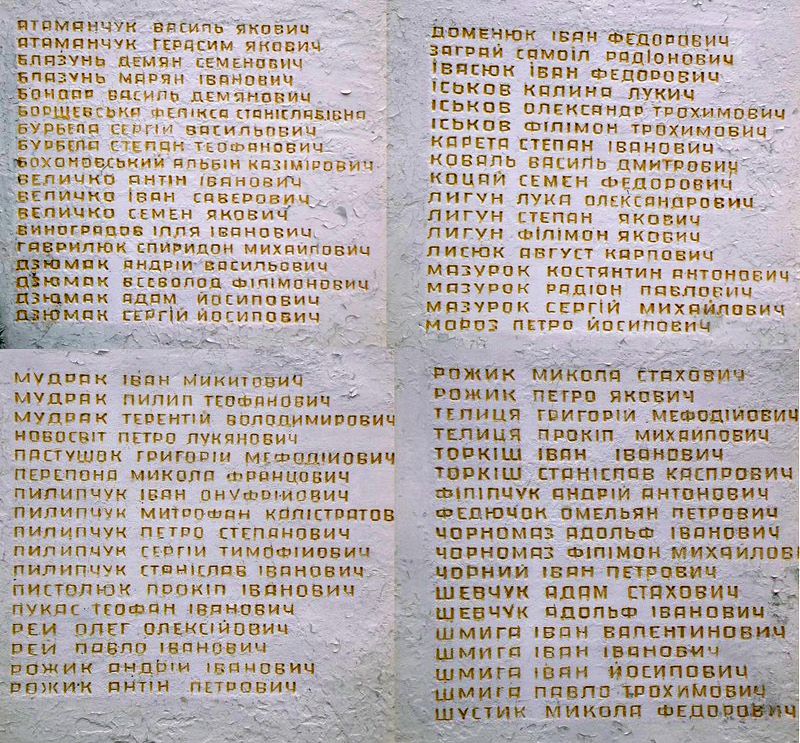 АТАМАНЧУК ВАСИЛЬ ЯКОВИЧ
АТАМАНЧУК ГЕРАСИМ ЯКОВИЧ
БЛАЗУНЬ ДЕМЯН СЕМЕНОВИЧ
БЛАЗУНЬ МАРЯН ІВАНОВИЧ
БОНДАР ВАСИЛЬ ДЕМЯНОВИЧ
БОРЩЕВСЬКА ФЕЛІКСА СТАНІСЛАВІВНА
БУРБЕЛА СЕРГІЙ ВАСИЛЬОВИЧ
БУРБЕЛА СТЕПАН ТЕОФАНОВИЧ
ВОХОНОВСЬКИЙ АЛЬБІН КАЗІМІРОВИЧ
ВЕЛИЧКО АНТІН ІВАНОВИЧ
ВЕЛИЧКО ІВАН САВЕРОВИЧ
ВЕЛИЧКО СЕМЕН ЯКОВИЧ
ВИНОГРАДОВ ІЛЛЯ ІВАНОВИЧ
ГАВРИЛЮК СПИРИДОН МИХАЙЛОВИЧ
ДЗЮМАК АНДРІЙ ВАСИЛЬОВИЧ
ДЗЮМАК ВСЕВОЛОД ФІЛІМОНОВИЧ
ДЗЮМАК АДАМ ЙОСИПОВИЧ
ДЗЮМАК СЕРГІЙ ЙОСИПОВИЧ
ДОМЕНЮК ІВАН ФЕДОРОВИЧ
ЗАГРАЙ САМОІЛ РАДІОНОВИЧ
ІВАСЮК ІВАН ФЕДОРОВИЧ
ІСЬКОВ КАЛИНА ЛУКИЧ
ІСЬКОВ ОЛЕКСАНДР ТРОХИМОВИЧ
ІСЬКОВ ФІЛІМОН ТРОХИМОВИЧ
КАРЕТА СТЕПАН ІВАНОВИЧ
КОВАЛЬ ВАСИЛЬ ДМИТРОВИЧ
КОЦАЙ СЕМЕН ФЕДОРОВИЧ
ЛИГУН ЛУКА ОЛЕКСАНДРОВИЧ
ЛИГУН СТЕПАН ЯКОВИЧ
ЛИГУН ФІЛІМОН ЯКОВИЧ
ЛИСЮК АВГУСТ КАРПОВИЧ
МАЗУРОК КОСТЯНТИН АНТОНОВИЧ
МАЗУРОК РАДІОН ПАВЛОВИЧ
МАЗУРОК СЕРГІЙ МИХАЙЛОВИЧ
МОРОЗ ПЕТРО ЙОСИПОВИЧ
МУДРАК ІВАН МИКИТОВИЧ
МУДРАК ПИЛИП ТЕОФАНОВИЧ
МУДРАК ТЕРЕНТІЙ ВОЛОДИМИРОВИЧ
НОВОСВІТ ПЕТРО ЛУКЯНОВИЧ
ПАСТУШОК ГРИГОРІЙ МЕФОДІЙОВИЧ
ПЕРЕПОНА МИКОЛА ФРАНЦОВИЧ
ПИЛИПЧУК ІВАН ОНУФРІЙОВИЧ
ПИЛИПЧУК МИТРОФАН КОЛІСТРАТОВ
ПИЛИПЧУК ПЕТРО СТЕПАНОВИЧ
ПИЛИПЧУК СЕРГІЙ ТИМОФІЙОВИЧ
ПИЛИПЧУК СТАНІСЛАВ ІВАНОВИЧ
ПИСТОЛЮК ПРОКІП ІВАНОВИЧ
ПУКАС ТЕОФАН ІВАНОВИЧ
РЕЙ ОЛЕГ ОЛЕКСІЙОВИЧ
РЕЙ ПАВЛО ІВАНОВИЧ
РОЖИК АНДРІЙ ІВАНОВИЧ
РОЖИК АНТІН ПЕТРОВИЧ
РОЖИК МИКОЛА СТАХОВИЧ
РОЖИК ПЕТРО ЯКОВИЧ
ТЕЛИЦЯ ГРИГОРІЙ МЕФОДІЙОВИЧ
ТЕЛИЦЯ ПРОКІП МИХАЙЛОВИЧ
ТОРКІШ ІВАН ІВАНОВИЧ
ТОРКІШ СТАНІСЛАВ КАСПРОВИЧ
ФІЛІПЧУК АНДРІЙ АНТОНОВИЧ
ФЕДЮЧОК ОМЕЛЬЯН ПЕТРОВИЧ
ЧОРНОМАЗ АДОЛЬФ ІВАНОВИЧ
ЧОРНОМАЗ ФІЛІМОН МИХАЙЛОВИ
ЧОРНИЙ ІВАН ПЕТРОВИЧ
ШЕВЧУК АДАМ СТАХОВИЧ
ШЕВЧУК АДОЛЬФ ІВАНОВИЧ
ШМИГА ІВАН ВАЛЕНТИНОВИЧ
ШМИГА ІВАН ІВАНОВИЧ
ШМИГА ІВАН ЙОСИПОВИЧ
ШМИГА ПАВЛО ТРОХИМОВИЧ
ШУСТИК МИКОЛА ФЕДОРОВИЧ